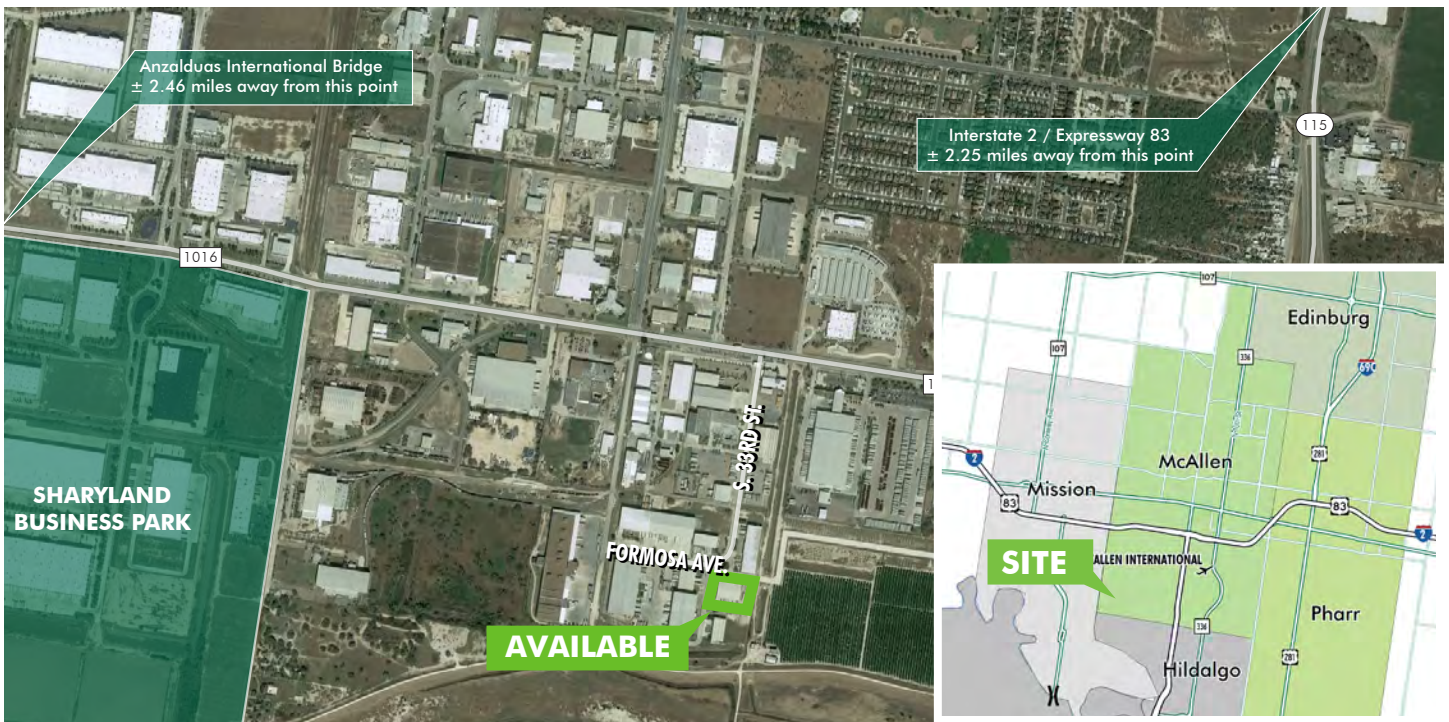 Anzalduas International Bridge
± 2.46 miles away from this point
Interstate 2 / Expressway 83
± 2.25 miles away from this point
115
1016
S. 33RD ST.
SHARYLAND
BUSINESS PARK
FORMOSA AVE.
AVAILABLE
107
Edinburg
107
336
69C
McAllen
281
2
Mission
83
83
2
SITE
ALLEN INTERNATIONAL
Pharr
336
281
Hildalgo